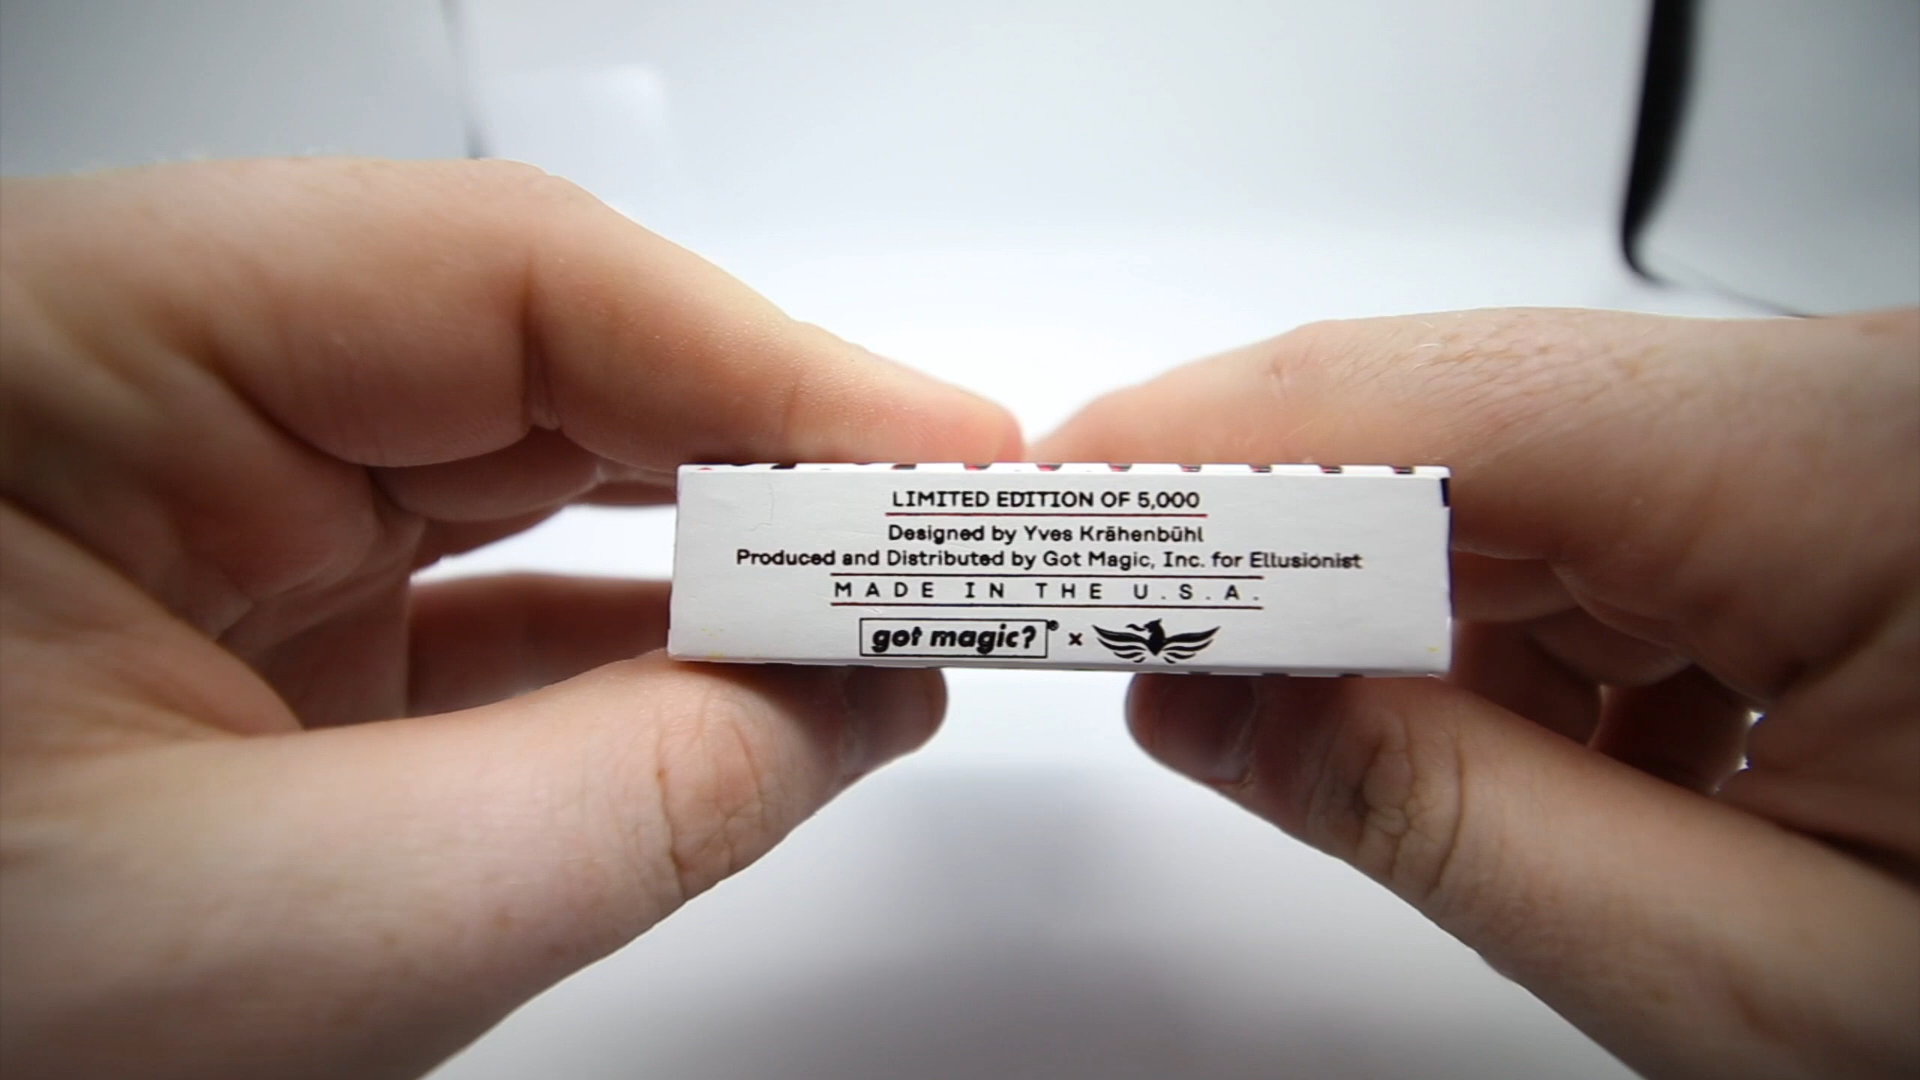 LIMITED EDITION OF 5,000
Designed by Yves Krähenbühl
Produced and Distributed by Got Magic, Inc. for Ellusionist
MADE IN THE U.S.A.
got magic?® x